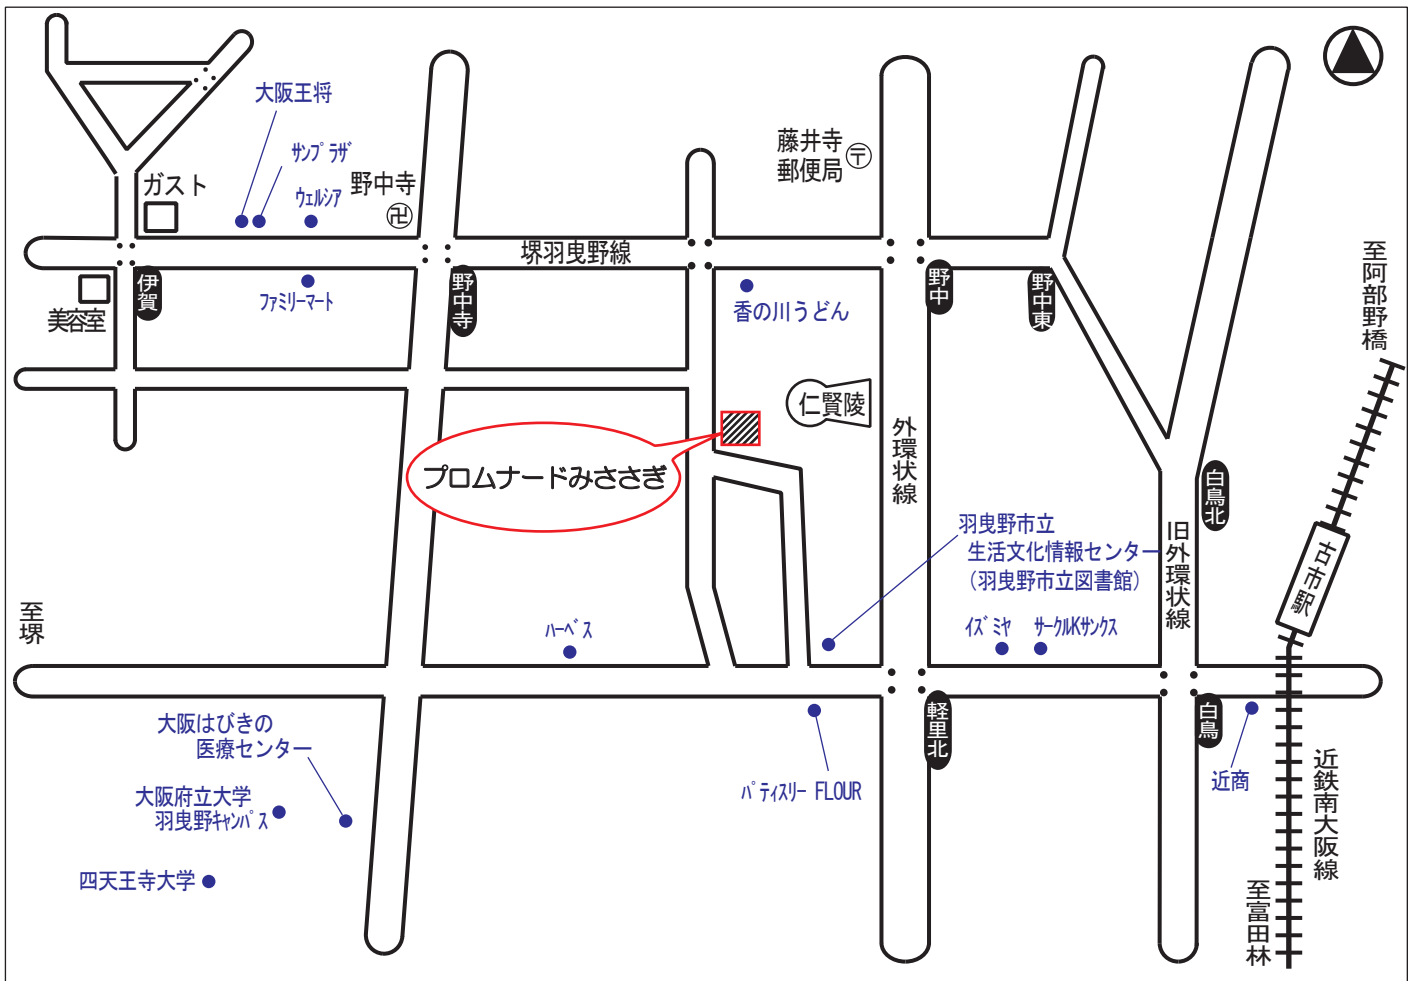 大阪王将
サンプラザ
ウェルシア
ガスト
野中寺
卍
藤井寺
郵便局
〒
堺羽曳野線
伊賀
野中寺
野中
野中東
美容室
ファミリーマート
香の川うどん
至阿部野橋
仁賢陵
外環状線
プロムナードみささぎ
白鳥北
旧外環状線
古市駅
羽曳野市立
生活文化情報センター
(羽曳野市立図書館)
至堺
ハーベス
イズミヤ
サークルKサンクス
大阪はびきの
医療センター
軽里北
白鳥
近商
パティスリー FLOUR
大阪府立大学
羽曳野キャンパス
四天王寺大学
近鉄南大阪線
至富田林